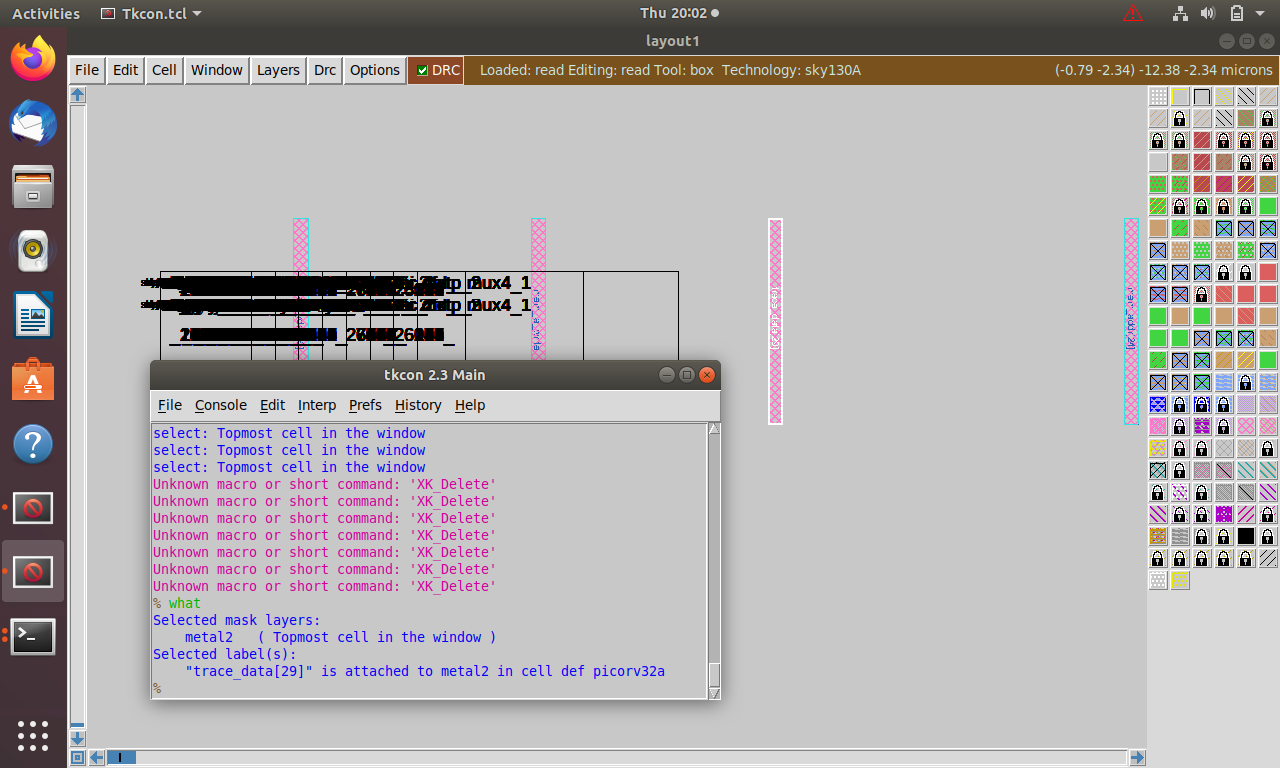 Activities Tkcon.tcl Thu 20:02
layout1
File Edit Cell Window Layers Drc Options DRC Loaded: read Editing: read Tool: box Technology: sky130A (-0.79 -2.34) -12.38 -2.34 microns
tkcon 2.3 Main
File Console Edit Interp Prefs History Help
select: Topmost cell in the window
select: Topmost cell in the window
select: Topmost cell in the window
Unknown macro or short command: 'XK_Delete'
Unknown macro or short command: 'XK_Delete'
Unknown macro or short command: 'XK_Delete'
Unknown macro or short command: 'XK_Delete'
Unknown macro or short command: 'XK_Delete'
Unknown macro or short command: 'XK_Delete'
Unknown macro or short command: 'XK_Delete'
% what
Selected mask layers:
metal2 ( Topmost cell in the window )
Selected label(s):
"trace_data[29]" is attached to metal2 in cell def picorv32a
%